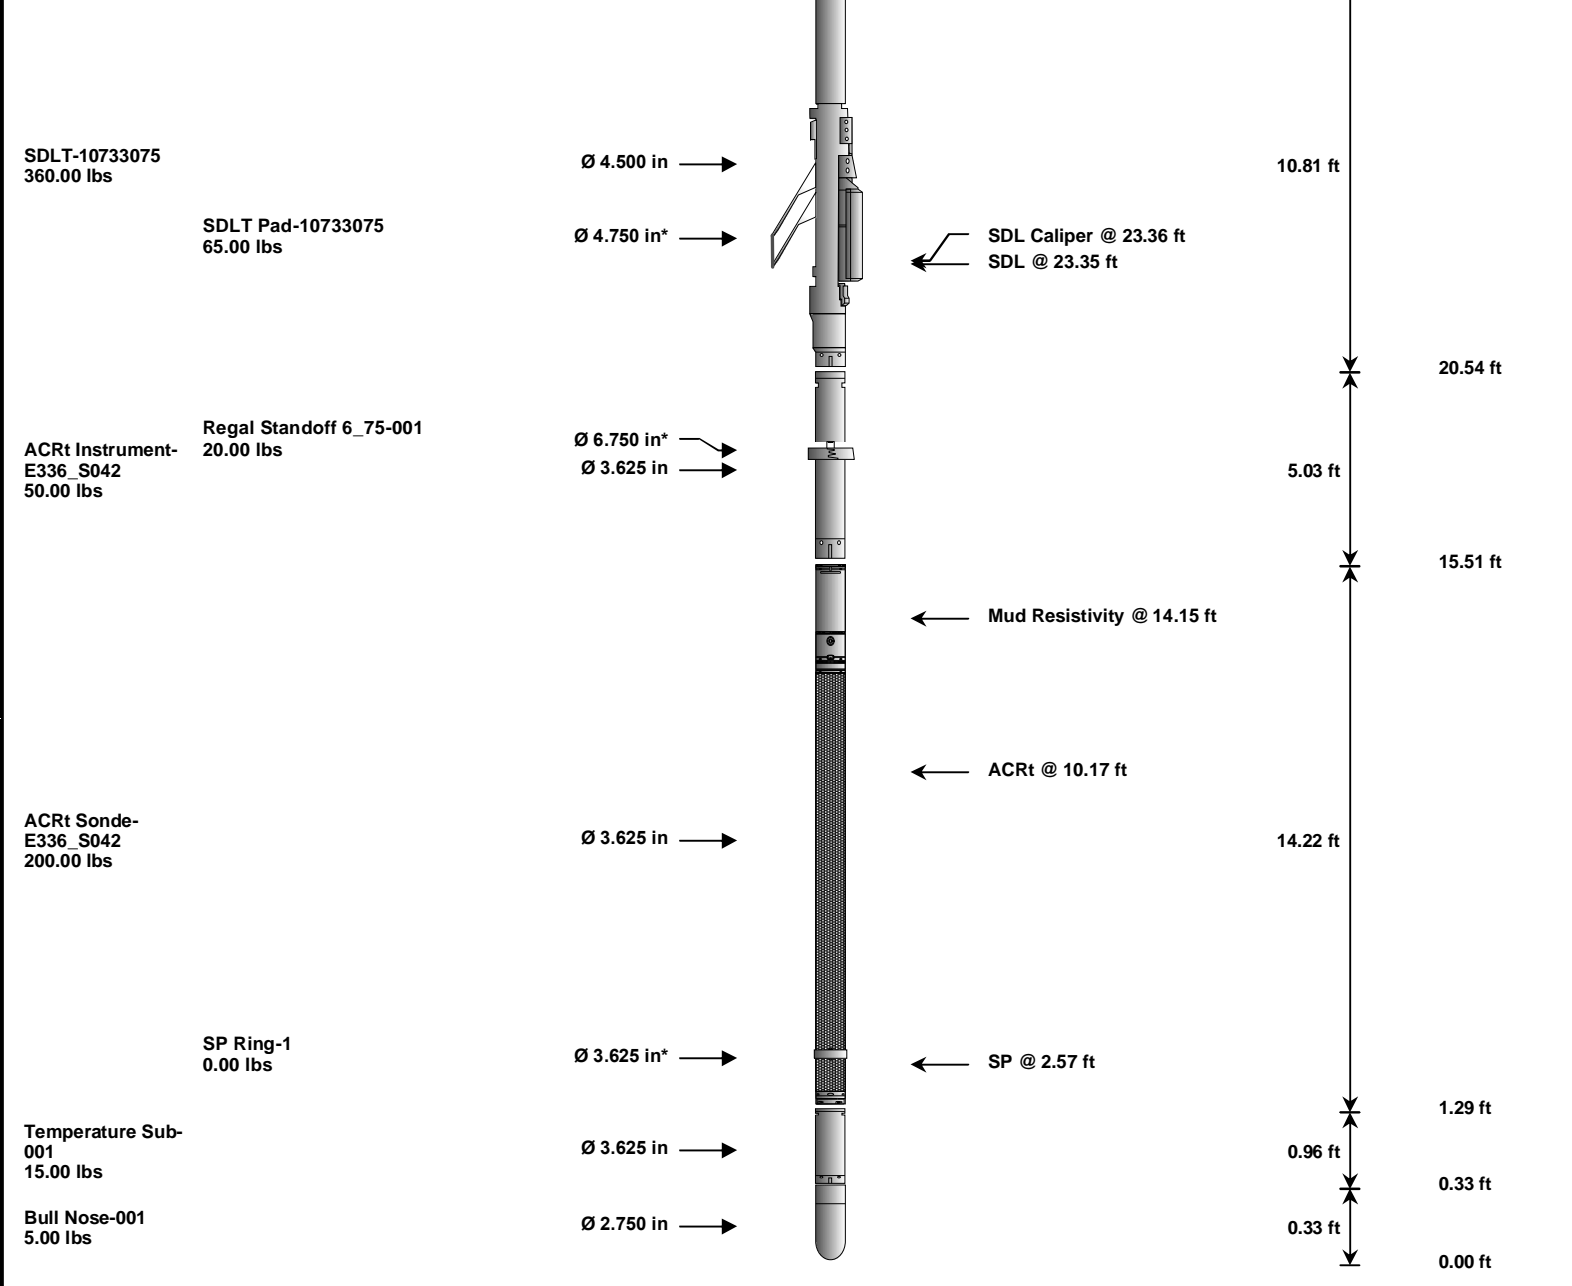 SDLT-10733075
360.00 lbs
Ø 4.500 in
10.81 ft
SDLT Pad-10733075
65.00 lbs
Ø 4.750 in*
SDL Caliper @ 23.36 ft
SDL @ 23.35 ft
20.54 ft
Regal Standoff 6_75-001
20.00 lbs
Ø 6.750 in*
ACRt Instrument-
E336_S042
50.00 lbs
Ø 3.625 in
5.03 ft
15.51 ft
Mud Resistivity @ 14.15 ft
ACRt @ 10.17 ft
ACRt Sonde-
E336_S042
200.00 lbs
Ø 3.625 in
14.22 ft
SP Ring-1
0.00 lbs
Ø 3.625 in*
SP @ 2.57 ft
1.29 ft
Temperature Sub-
001
15.00 lbs
Ø 3.625 in
0.96 ft
0.33 ft
Bull Nose-001
5.00 lbs
Ø 2.750 in
0.33 ft
0.00 ft